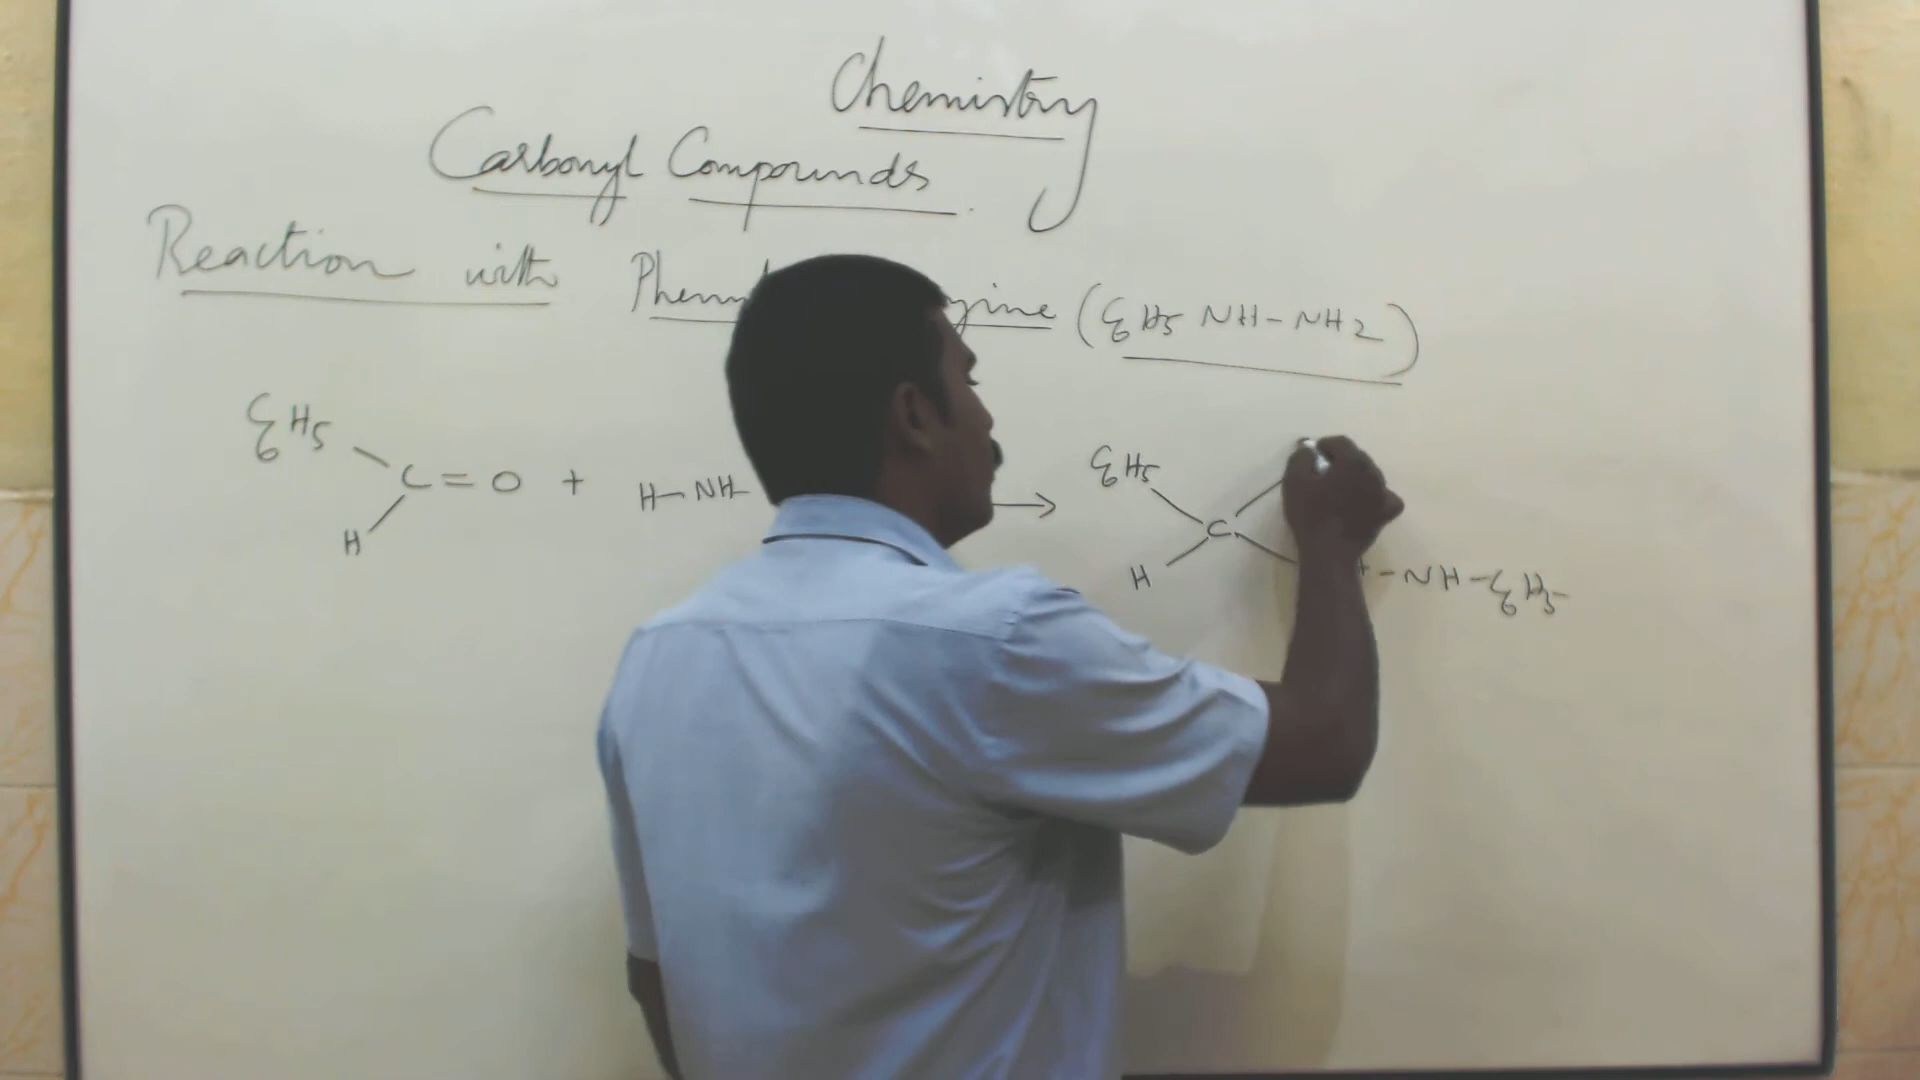 Chemistry
Carbonyl Compounds.
Reaction with (C6H5 NH-NH2)
C6H5
C=O + H-NH →
H
C6H5
C
H -NH-C6H5